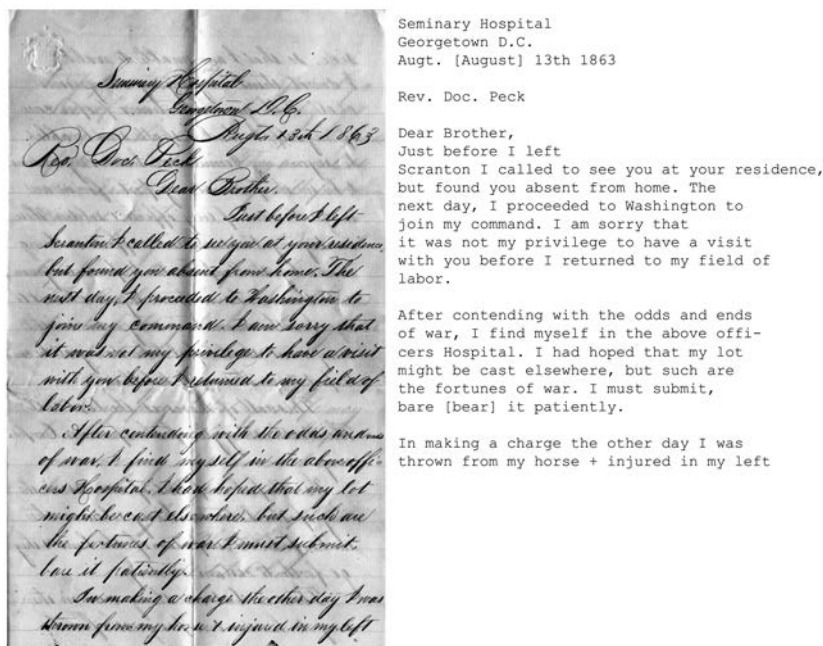 Seminary Hospital
Georgetown D.C.
Augt. 13th 1863
Rev. Doc. Peck
Dear Brother,
Just before I left
Scranton I called to see you at your residence,
but found you absent from home. The
next day, I proceeded to Washington to
join my command. I am sorry that
it was not my privilege to have a visit
with you before I returned to my field of
labor.
After contending with the odds and ends
of war, I find myself in the above offi-
cers Hospital. I had hoped that my lot
might be cast elsewhere, but such are
the fortunes of war I must submit,
bare it patiently.
In making a charge the other day I was
thrown from my horse + injured in my left
Seminary Hospital
Georgetown D.C.
Augt. [August] 13th 1863
Rev. Doc. Peck
Dear Brother,
Just before I left
Scranton I called to see you at your residence,
but found you absent from home. The
next day, I proceeded to Washington to
join my command. I am sorry that
it was not my privilege to have a visit
with you before I returned to my field of
labor.
After contending with the odds and ends
of war, I find myself in the above offi-
cers Hospital. I had hoped that my lot
might be cast elsewhere, but such are
the fortunes of war. I must submit,
bare [bear] it patiently.
In making a charge the other day I was
thrown from my horse + injured in my left